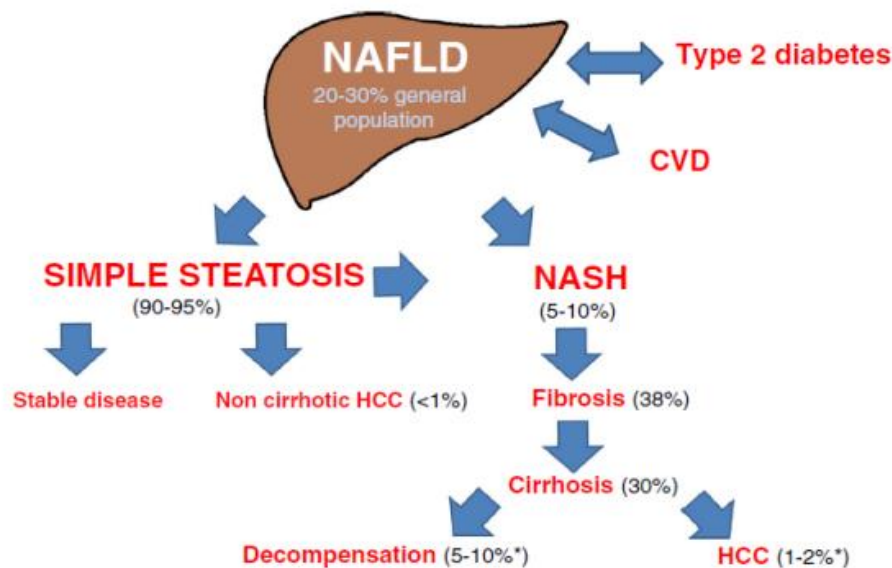 NAFLD
20-30% general
population
Type 2 diabetes
CVD
SIMPLE STEATOSIS
(90-95%)
NASH
(5-10%)
Stable disease
Non cirrhotic HCC (<1%)
Fibrosis (38%)
Cirrhosis (30%)
Decompensation (5-10%*)
HCC (1-2%*)